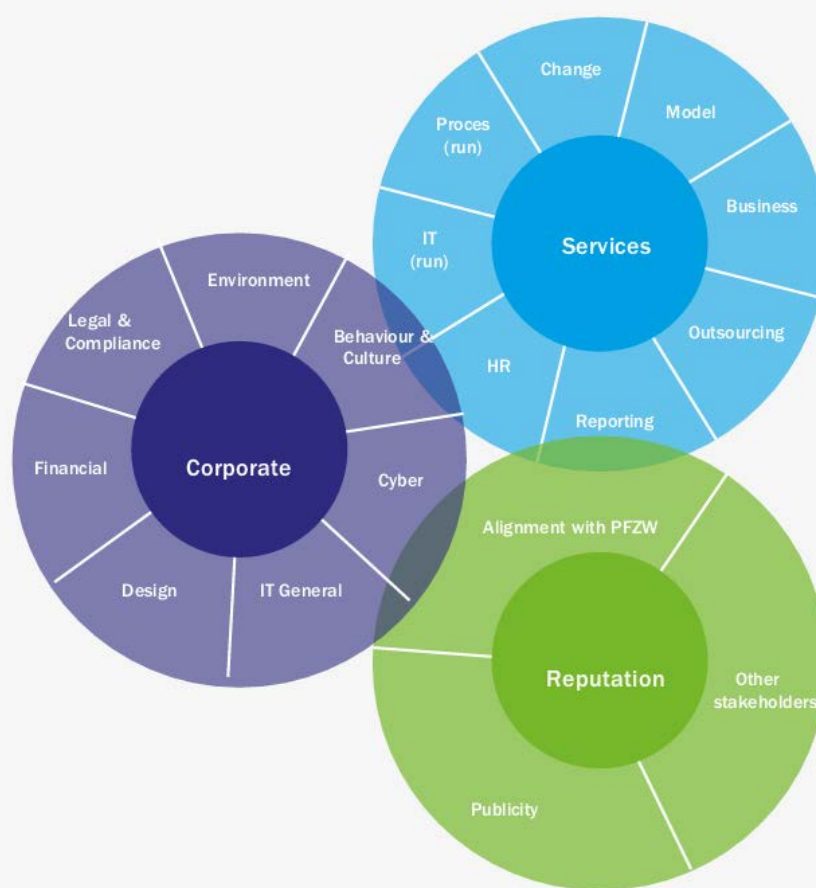 Change
Model
Proces
(run)
Business
Services
IT
(run)
Outsourcing
HR
Reporting
Environment
Legal &
Compliance
Behaviour &
Culture
Corporate
Financial
Cyber
Design
IT General
Alignment with PFZW
Reputation
Other
stakeholders
Publicity